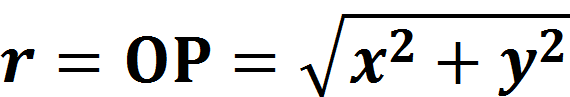 r = OP = √x² + y²